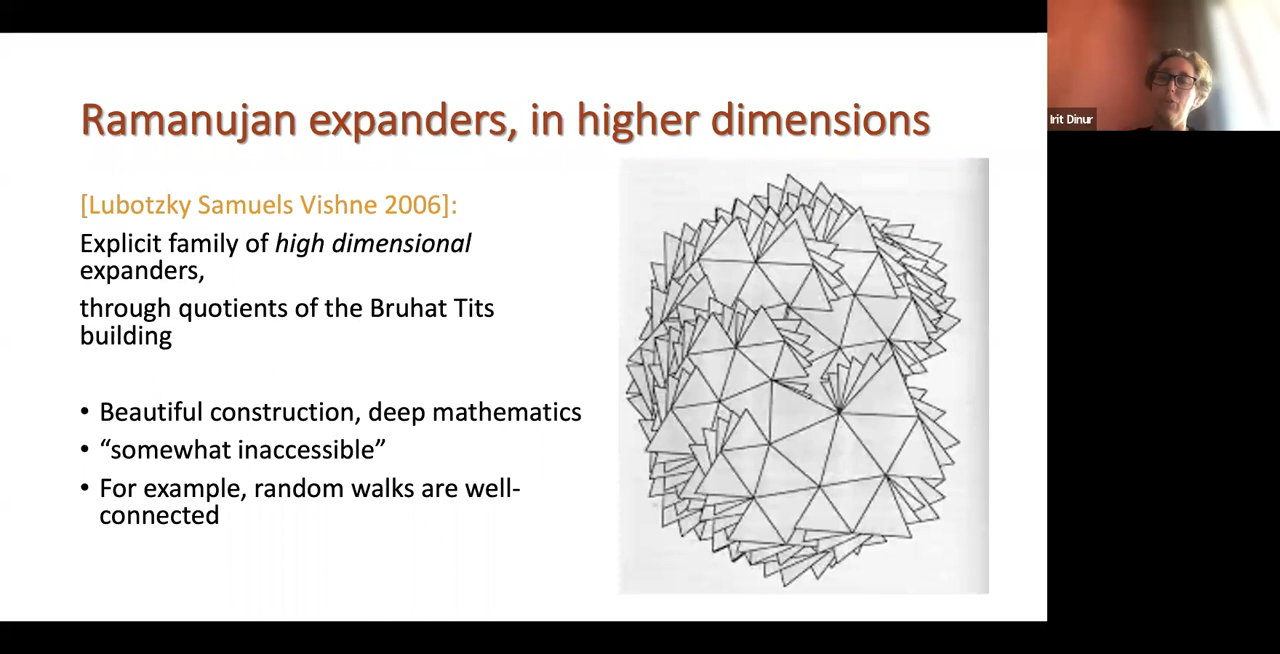 Ramanujan expanders, in higher dimensions
Irit Dinur
[Lubotzky Samuels Vishne 2006]:
Explicit family of high dimensional
expanders,
through quotients of the Bruhat Tits
building
• Beautiful construction, deep mathematics
• “somewhat inaccessible”
• For example, random walks are well-
connected